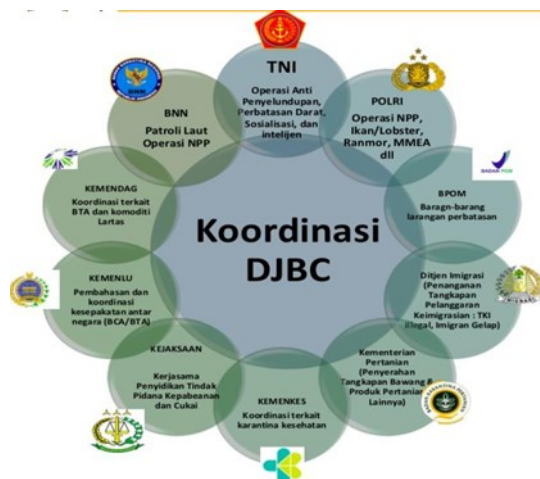 TNI
Operasi Anti
Penyelundupan,
Perbatasan Darat,
Sosialisasi, dan
intelijen
POLRI
Operasi NPP,
Ikan/Lobster,
Ranmor, MMEA
dll
BADAN POM
BPOM
Baragn-barang
larangan perbatasan
Ditjen Imigrasi
(Penanganan
Tangkapan
Pelanggaran
Keimigrasian : TKI
Illegal, Imigran Gelap)
Kementerian
Pertanian
(Penyerahan
Tangkapan Bawang &
Produk Pertanian
Lainnya)
KEMENKES
Koordinasi terkait
karantina kesehatan
KEJAKSAAN
Kerjasama
Penyidikan Tindak
Pidana Kepabeanan
dan Cukai
KEMENLU
Pembahasan dan
koordinasi
kesepakatan antar
negara (BCA/BTA)
KEMENDAG
Koordinasi terkait
BTA dan komoditi
Lartas
BNN
BNN
Patroli Laut
Operasi NPP
Koordinasi
DJBC